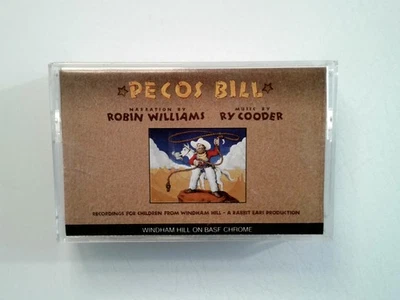 PECOS BILL
NARRATION BY MUSIC BY
ROBIN WILLIAMS RY COODER
RECORDINGS FOR CHILDREN FROM WINDHAM HILL - A RABBIT EARS PRODUCTION
WINDHAM HILL ON BASF CHROME